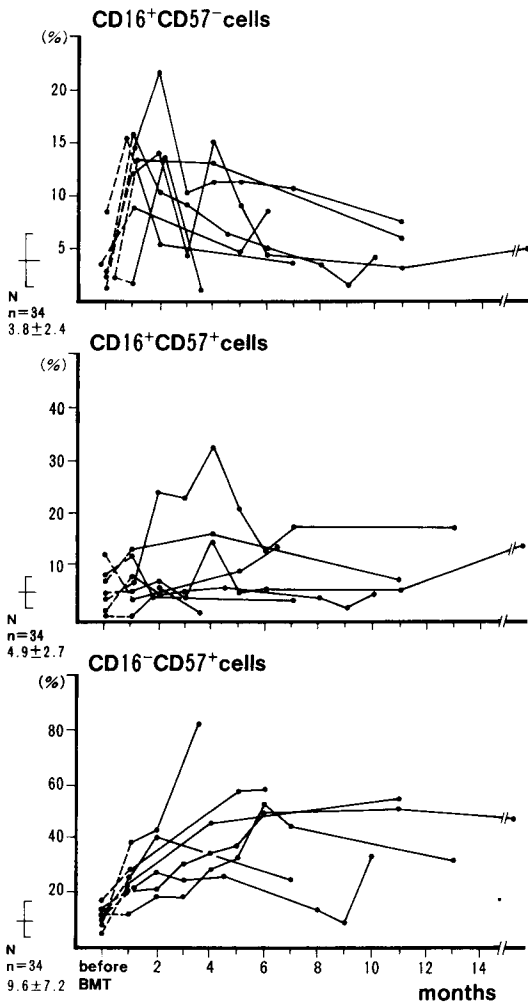 CD16⁺CD57⁻cells
(%)
20
15
10
5
N
n=34
3.8±2.4
CD16⁺CD57⁺cells
(%)
40
30
20
10
N
n=34
4.9±2.7
CD16⁻CD57⁺cells
(%)
80
60
40
20
N
n=34
9.6±7.2
before
BMT
2 4 6 8 10 12 14
months